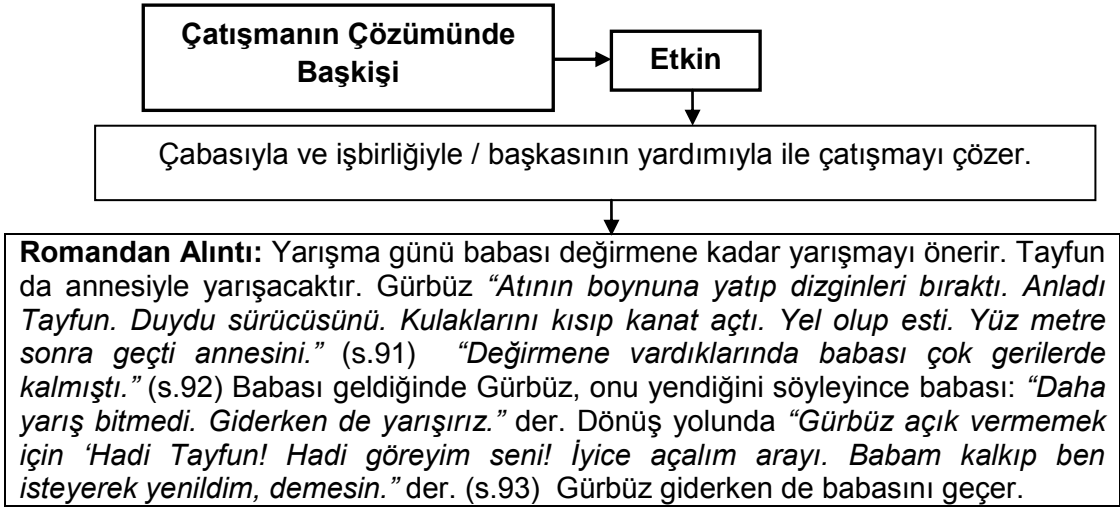 Çatışmanın Çözümünde
Başkişi
Etkin
Çabasıyla ve işbirliğiyle / başkasının yardımıyla ile çatışmayı çözer.
Romandan Alıntı: Yarışma günü babası değirmene kadar yarışmayı önerir. Tayfun
da annesiyle yarışacaktır. Gürbüz “Atının boynuna yatıp dizginleri bıraktı. Anladı
Tayfun. Duydu sürücüsünü. Kulaklarını kısıp kanat açtı. Yel olup esti. Yüz metre
sonra geçti annesini.” (s.91) “Değirmene vardıklarında babası çok gerilerde
kalmıştı.” (s.92) Babası geldiğinde Gürbüz, onu yendiğini söyleyince babası: “Daha
yarış bitmedi. Giderken de yarışırız.” der. Dönüş yolunda “Gürbüz açık vermemek
için ‘Hadi Tayfun! Hadi göreyim seni! İyice açalım arayı. Babam kalkıp ben
isteyerek yenildim, demesin.” der. (s.93) Gürbüz giderken de babasını geçer.